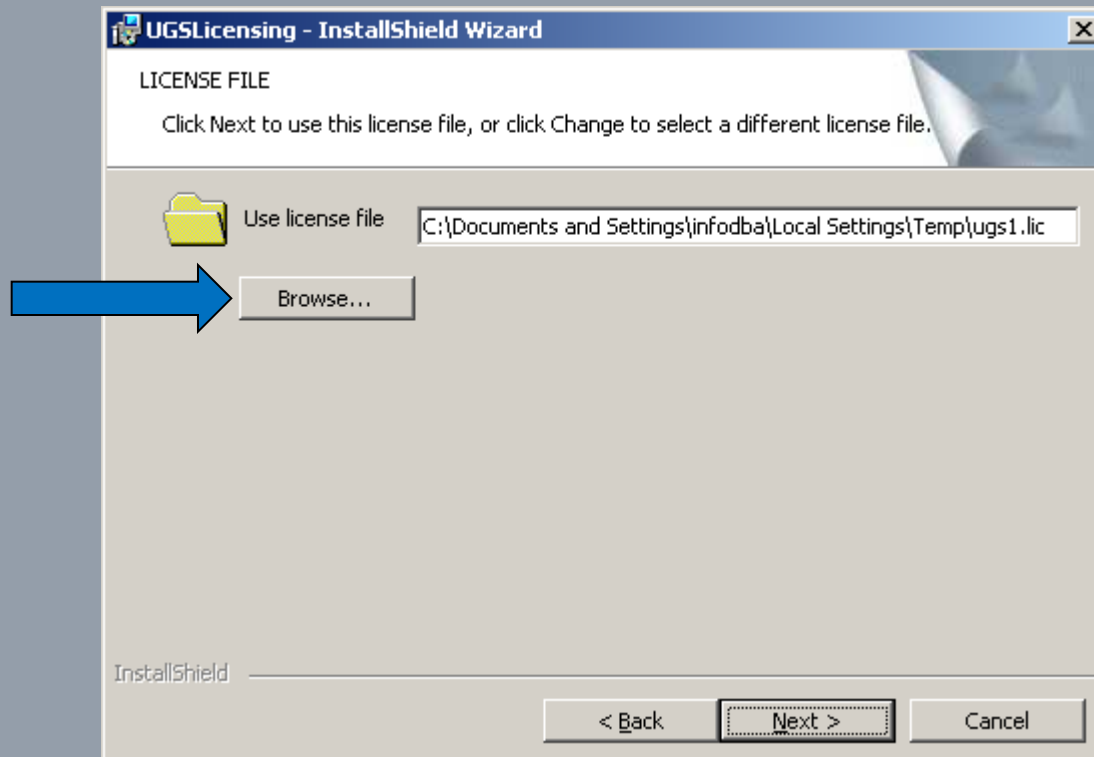 UGSLicensing - InstallShield Wizard
LICENSE FILE
Click Next to use this license file, or click Change to select a different license file.
Use license file
C:\Documents and Settings\infodba\Local Settings\Temp\ugs1.lic
Browse...
InstallShield
< Back
Next >
Cancel